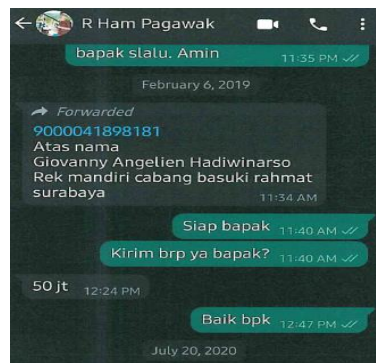 R Ham Pagawak
bapak slalu. Amin
11:35 PM
February 6, 2019
Forwarded
9000041898181
Atas nama
Giovanny Angelien Hadiwinarso
Rek mandiri cabang basuki rahmat
surabaya
11:34 AM
Siap bapak 11:40 AM
Kirim brp ya bapak? 11:40 AM
50 jt 12:24 PM
Baik bpk 12:47 PM
July 20, 2020